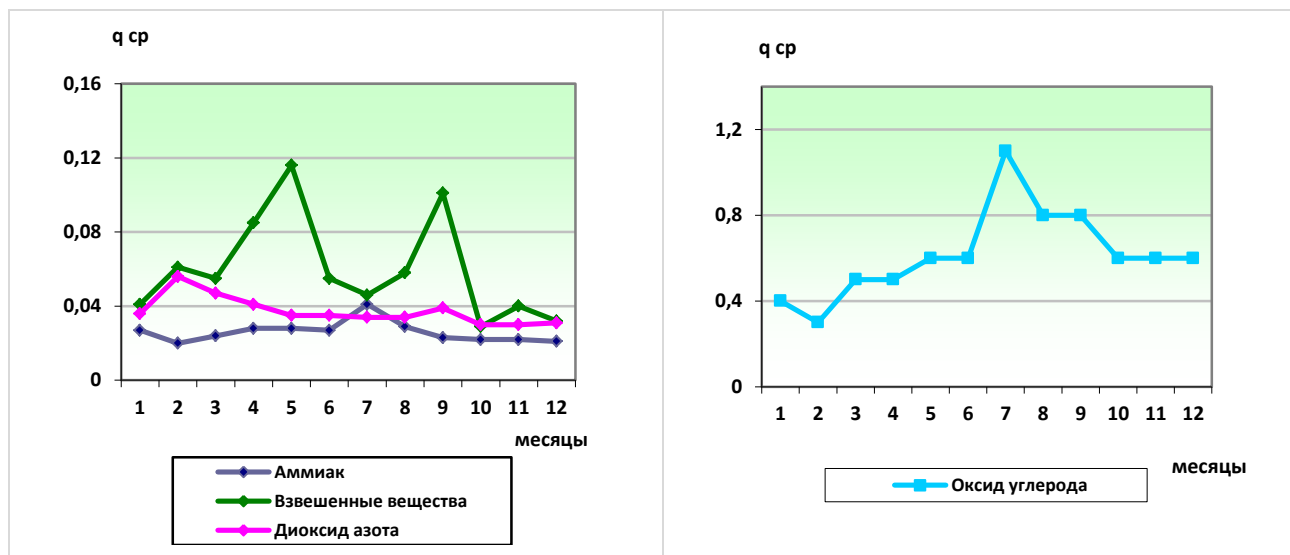 q ср
0,16
0,12
0,08
0,04
0
1 2 3 4 5 6 7 8 9 10 11 12
месяцы
Аммиак
Взвешенные вещества
Диоксид азота
q ср
1,2
0,8
0,4
0
1 2 3 4 5 6 7 8 9 10 11 12
месяцы
Оксид углерода